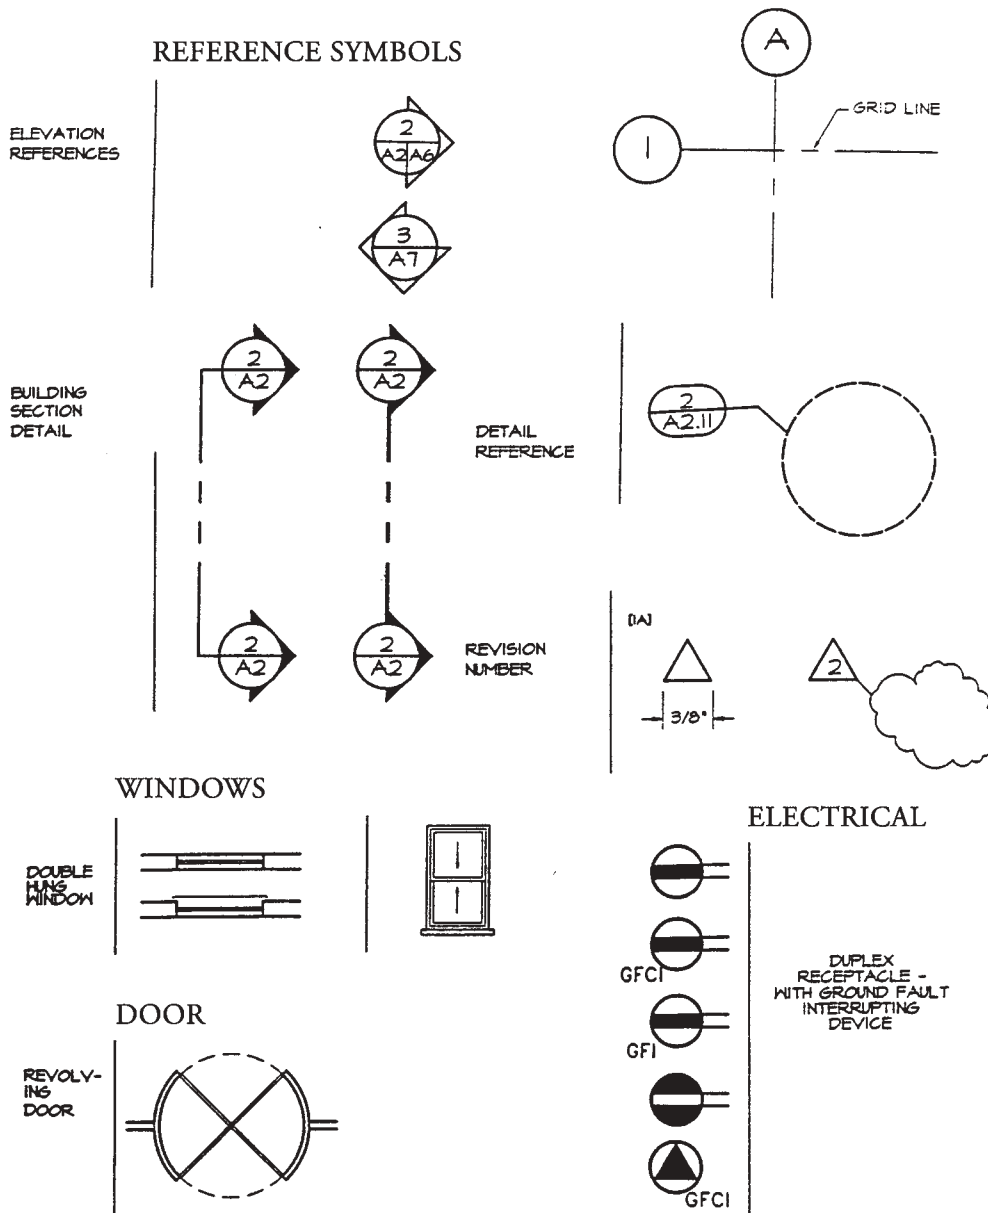 REFERENCE SYMBOLS
A
GRID LINE
1
ELEVATION
REFERENCES
2
A2 A6
3
A7
BUILDING
SECTION
DETAIL
2
A2
2
A2
DETAIL
REFERENCE
2
A2.11
2
A2
2
A2
REVISION
NUMBER
[1A]
3/8"
2
WINDOWS
DOUBLE
HUNG
WINDOW
ELECTRICAL
GFCI
GFI
GFCI
DUPLEX
RECEPTACLE -
WITH GROUND FAULT
INTERRUPTING
DEVICE
DOOR
REVOLV-
ING
DOOR